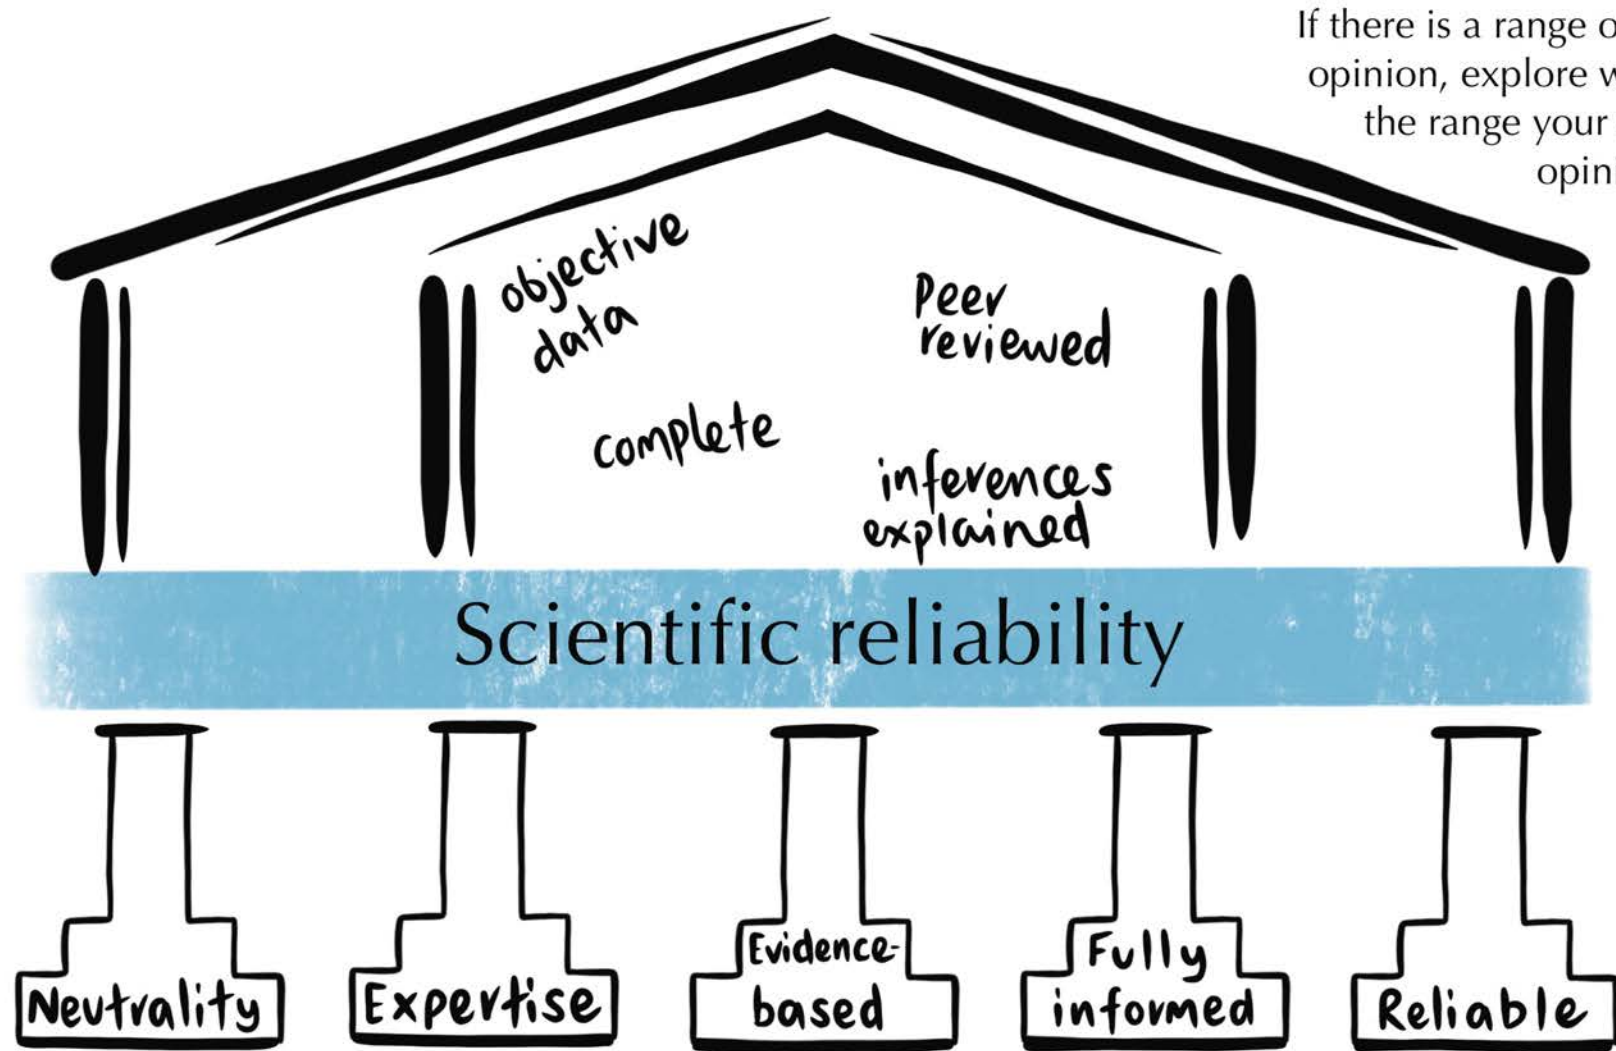 If there is a range o
opinion, explore w
the range your
opini
objective
data
Peer
reviewed
complete
inferences
explained
Scientific reliability
Neutrality
Expertise
Evidence-
based
Fully
informed
Reliable